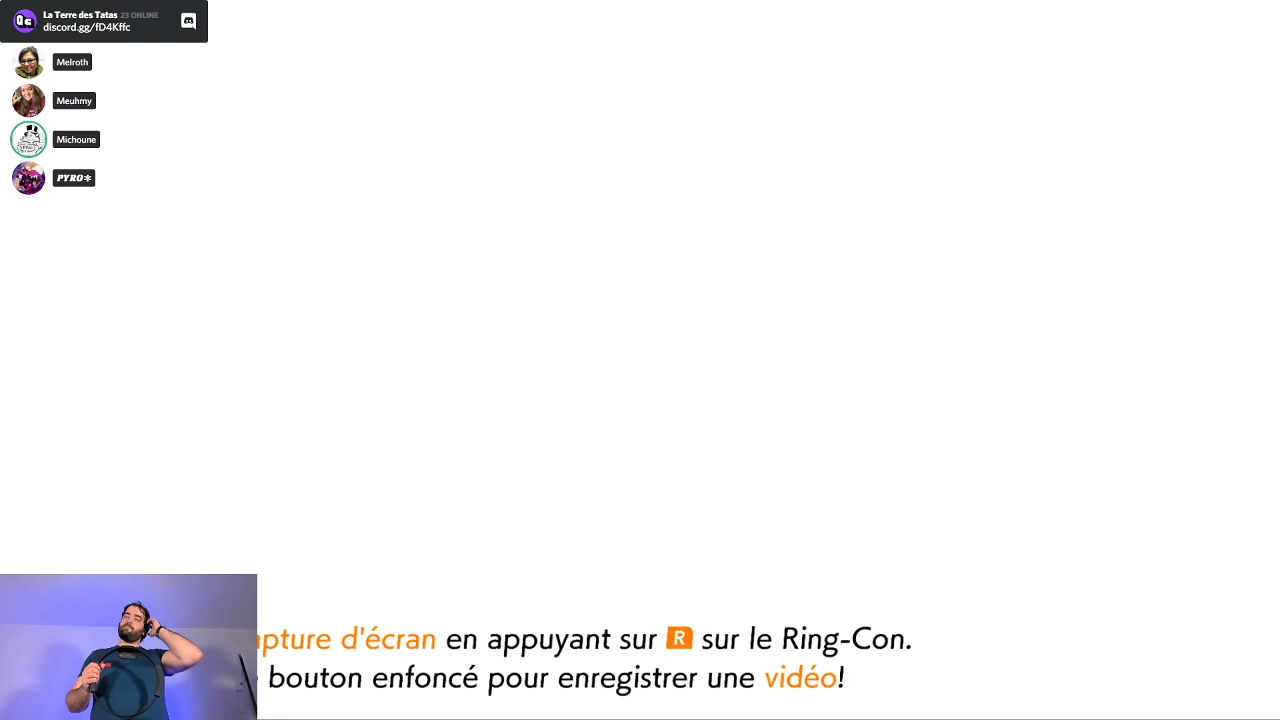 La Terre des Tatas 23 ONLINE
discord.gg/fD4Kffc
Melroth
Meuhmy
Michoune
PYRO*
d'écran en appuyant sur R sur le Ring-Con.
bouton enfoncé pour enregistrer une vidéo!